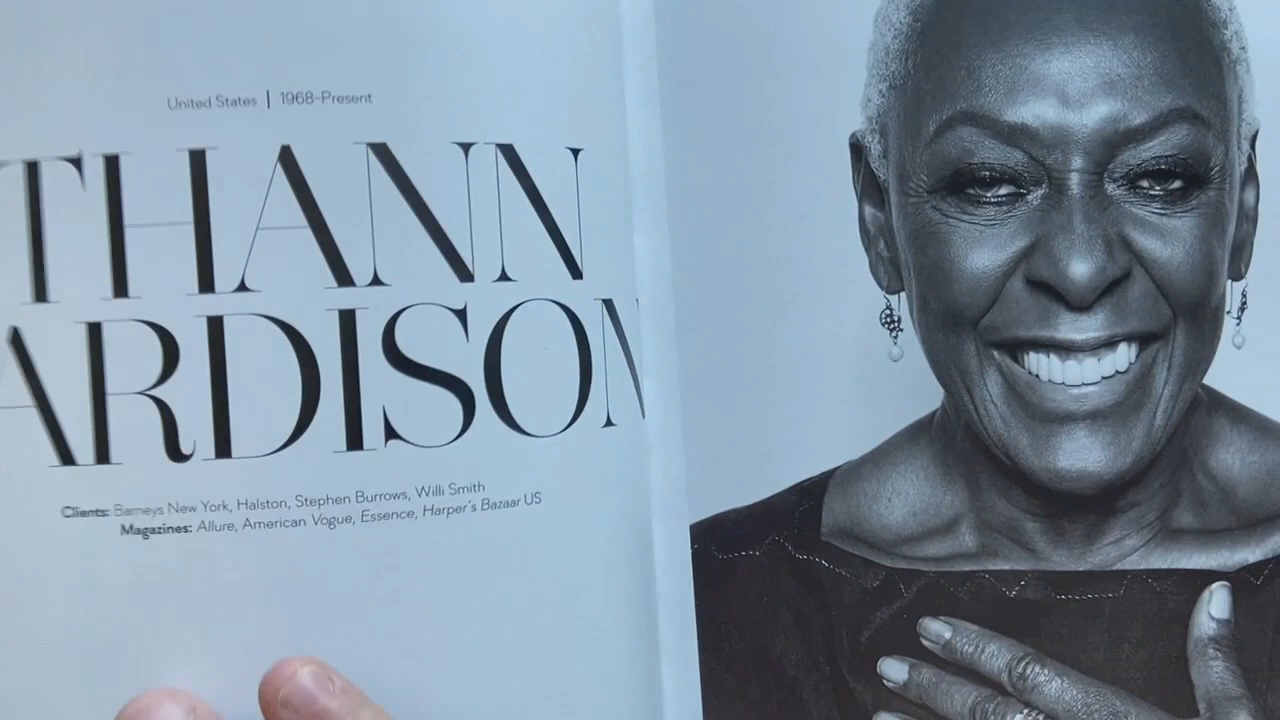 United States | 1968–Present
THANN
ARDISON
Clients: Barneys New York, Halston, Stephen Burrows, Willi Smith
Magazines: Allure, American Vogue, Essence, Harper's Bazaar US